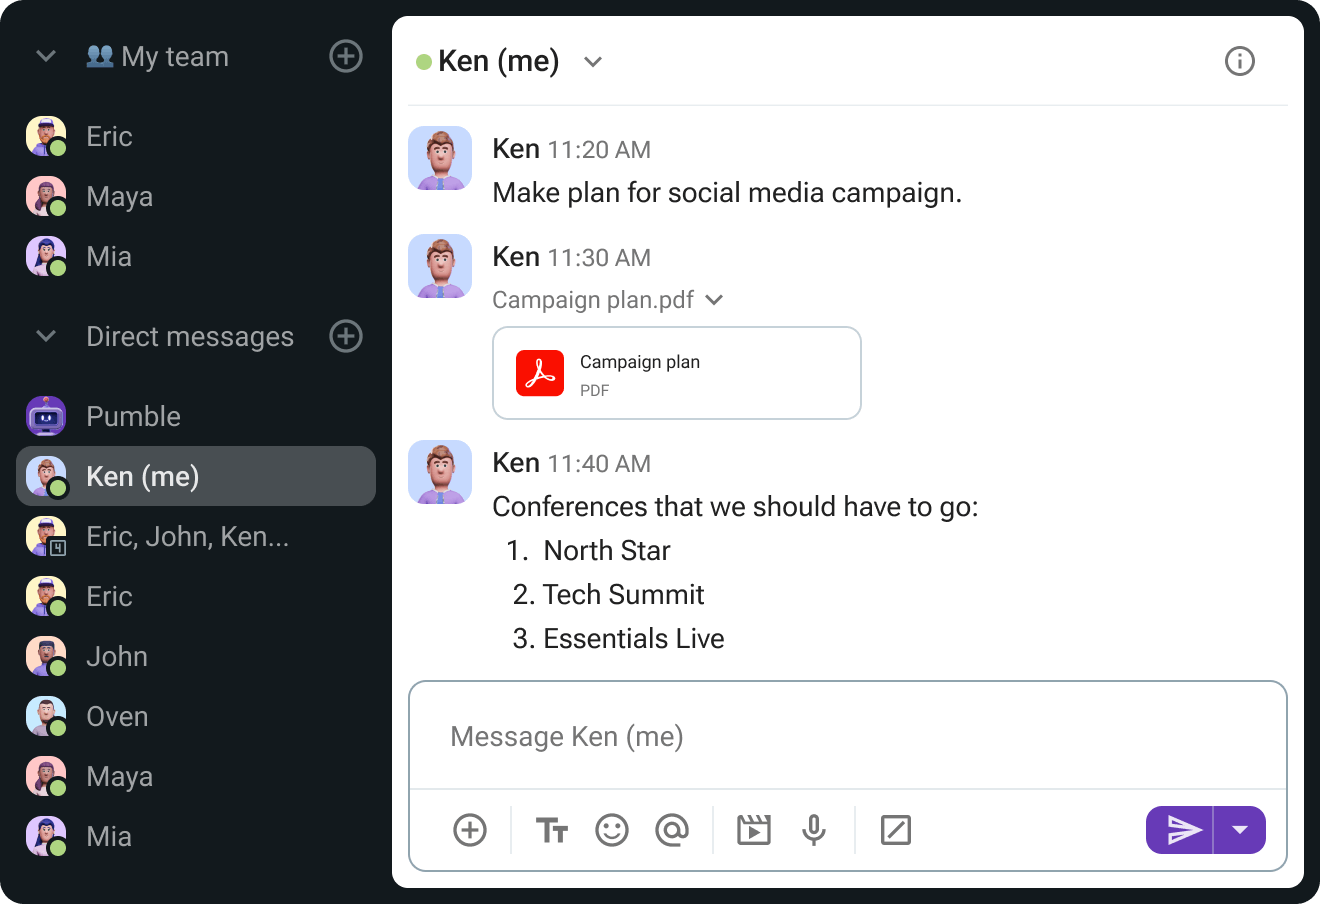 My team
Eric
Maya
Mia
Direct messages
Pumble
Ken (me)
4
Eric, John, Ken...
Eric
John
Oven
Maya
Mia
Ken (me)
Ken 11:20 AM
Make plan for social media campaign.
Ken 11:30 AM
Campaign plan.pdf
Campaign plan
PDF
Ken 11:40 AM
Conferences that we should have to go:
1. North Star
2. Tech Summit
3. Essentials Live
Message Ken (me)